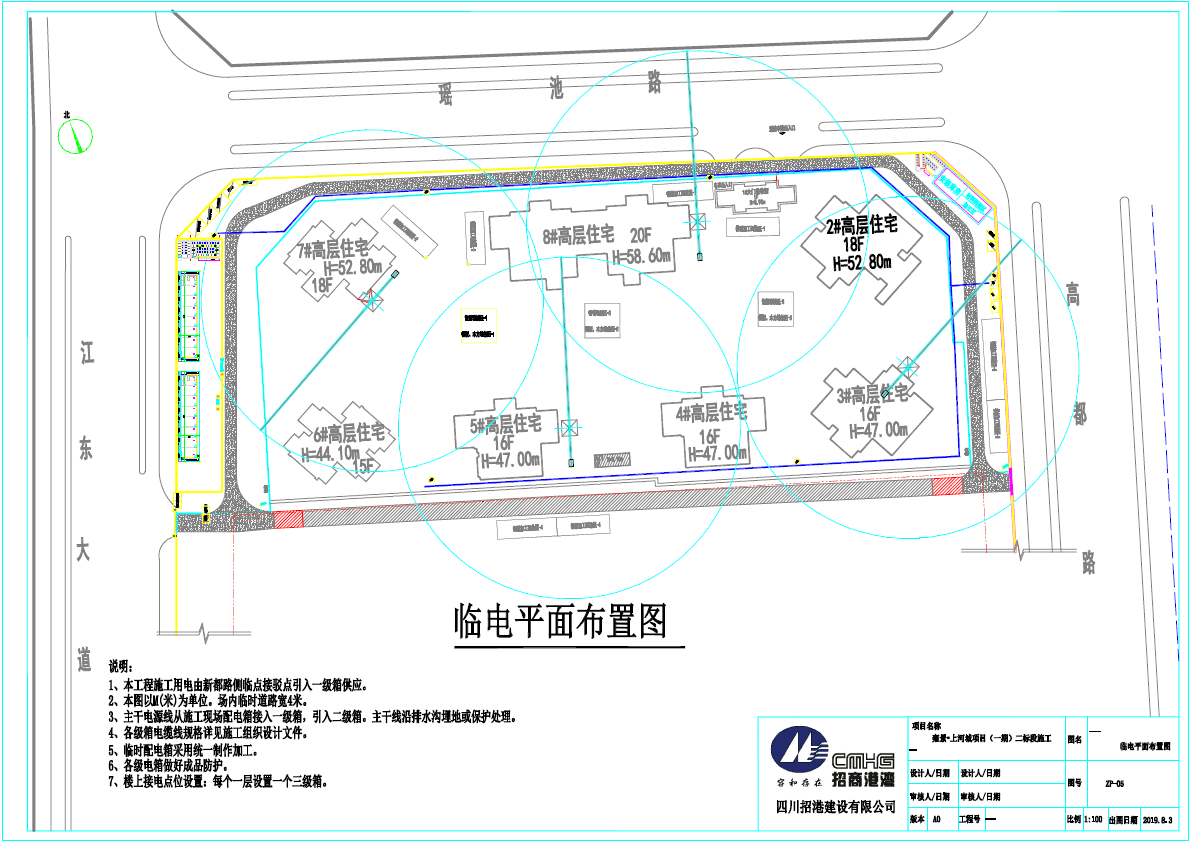 瑶池路
北
7#高层住宅
H=52.80m
18F
8#高层住宅 20F
H=58.60m
2#高层住宅
18F
H=52.80m
高都路
江东大道
6#高层住宅
H=44.10m
15F
5#高层住宅
16F
H=47.00m
4#高层住宅
16F
H=47.00m
3#高层住宅
16F
H=47.00m
临电平面布置图
说明：
1、本工程施工用电由新都路侧临点接驳点引入一级箱供应。
2、本图以M(米)为单位。场内临时道路宽4米。
3、主干电源线从施工现场配电箱接入一级箱，引入二级箱。主干线沿排水沟埋地或保护处理。
4、各级箱电缆线规格详见施工组织设计文件。
5、临时配电箱采用统一制作加工。
6、各级电箱做好成品防护。
7、楼上接电点位设置：每个一层设置一个三级箱。
CMHG
容和存在 招商港湾
四川招港建设有限公司
项目名称
雍景·上河城项目（一期）二标段施工
图名
临电平面布置图
设计人/日期 设计人/日期
图号 ZP-05
审核人/日期 审核人/日期
版本 A0 工程号
比例 1:100 出图日期 2019.8.3